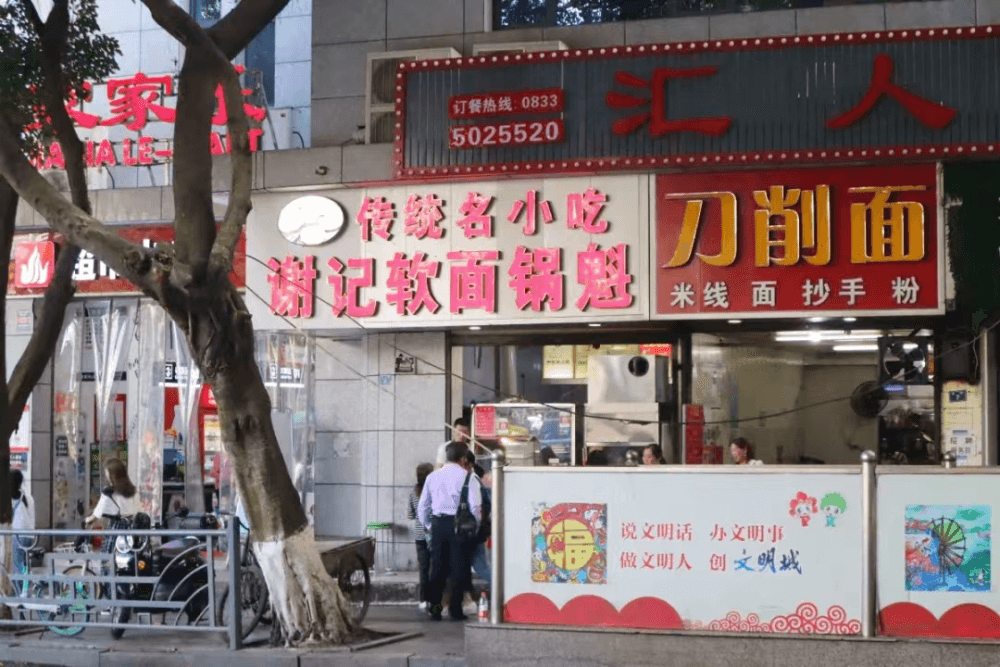 家乐
订餐热线:0833
5025520
汇人
传统名小吃
谢记软面锅魁
刀削面
米线 面 抄手 粉
说文明话 办文明事
做文明人 创文明城